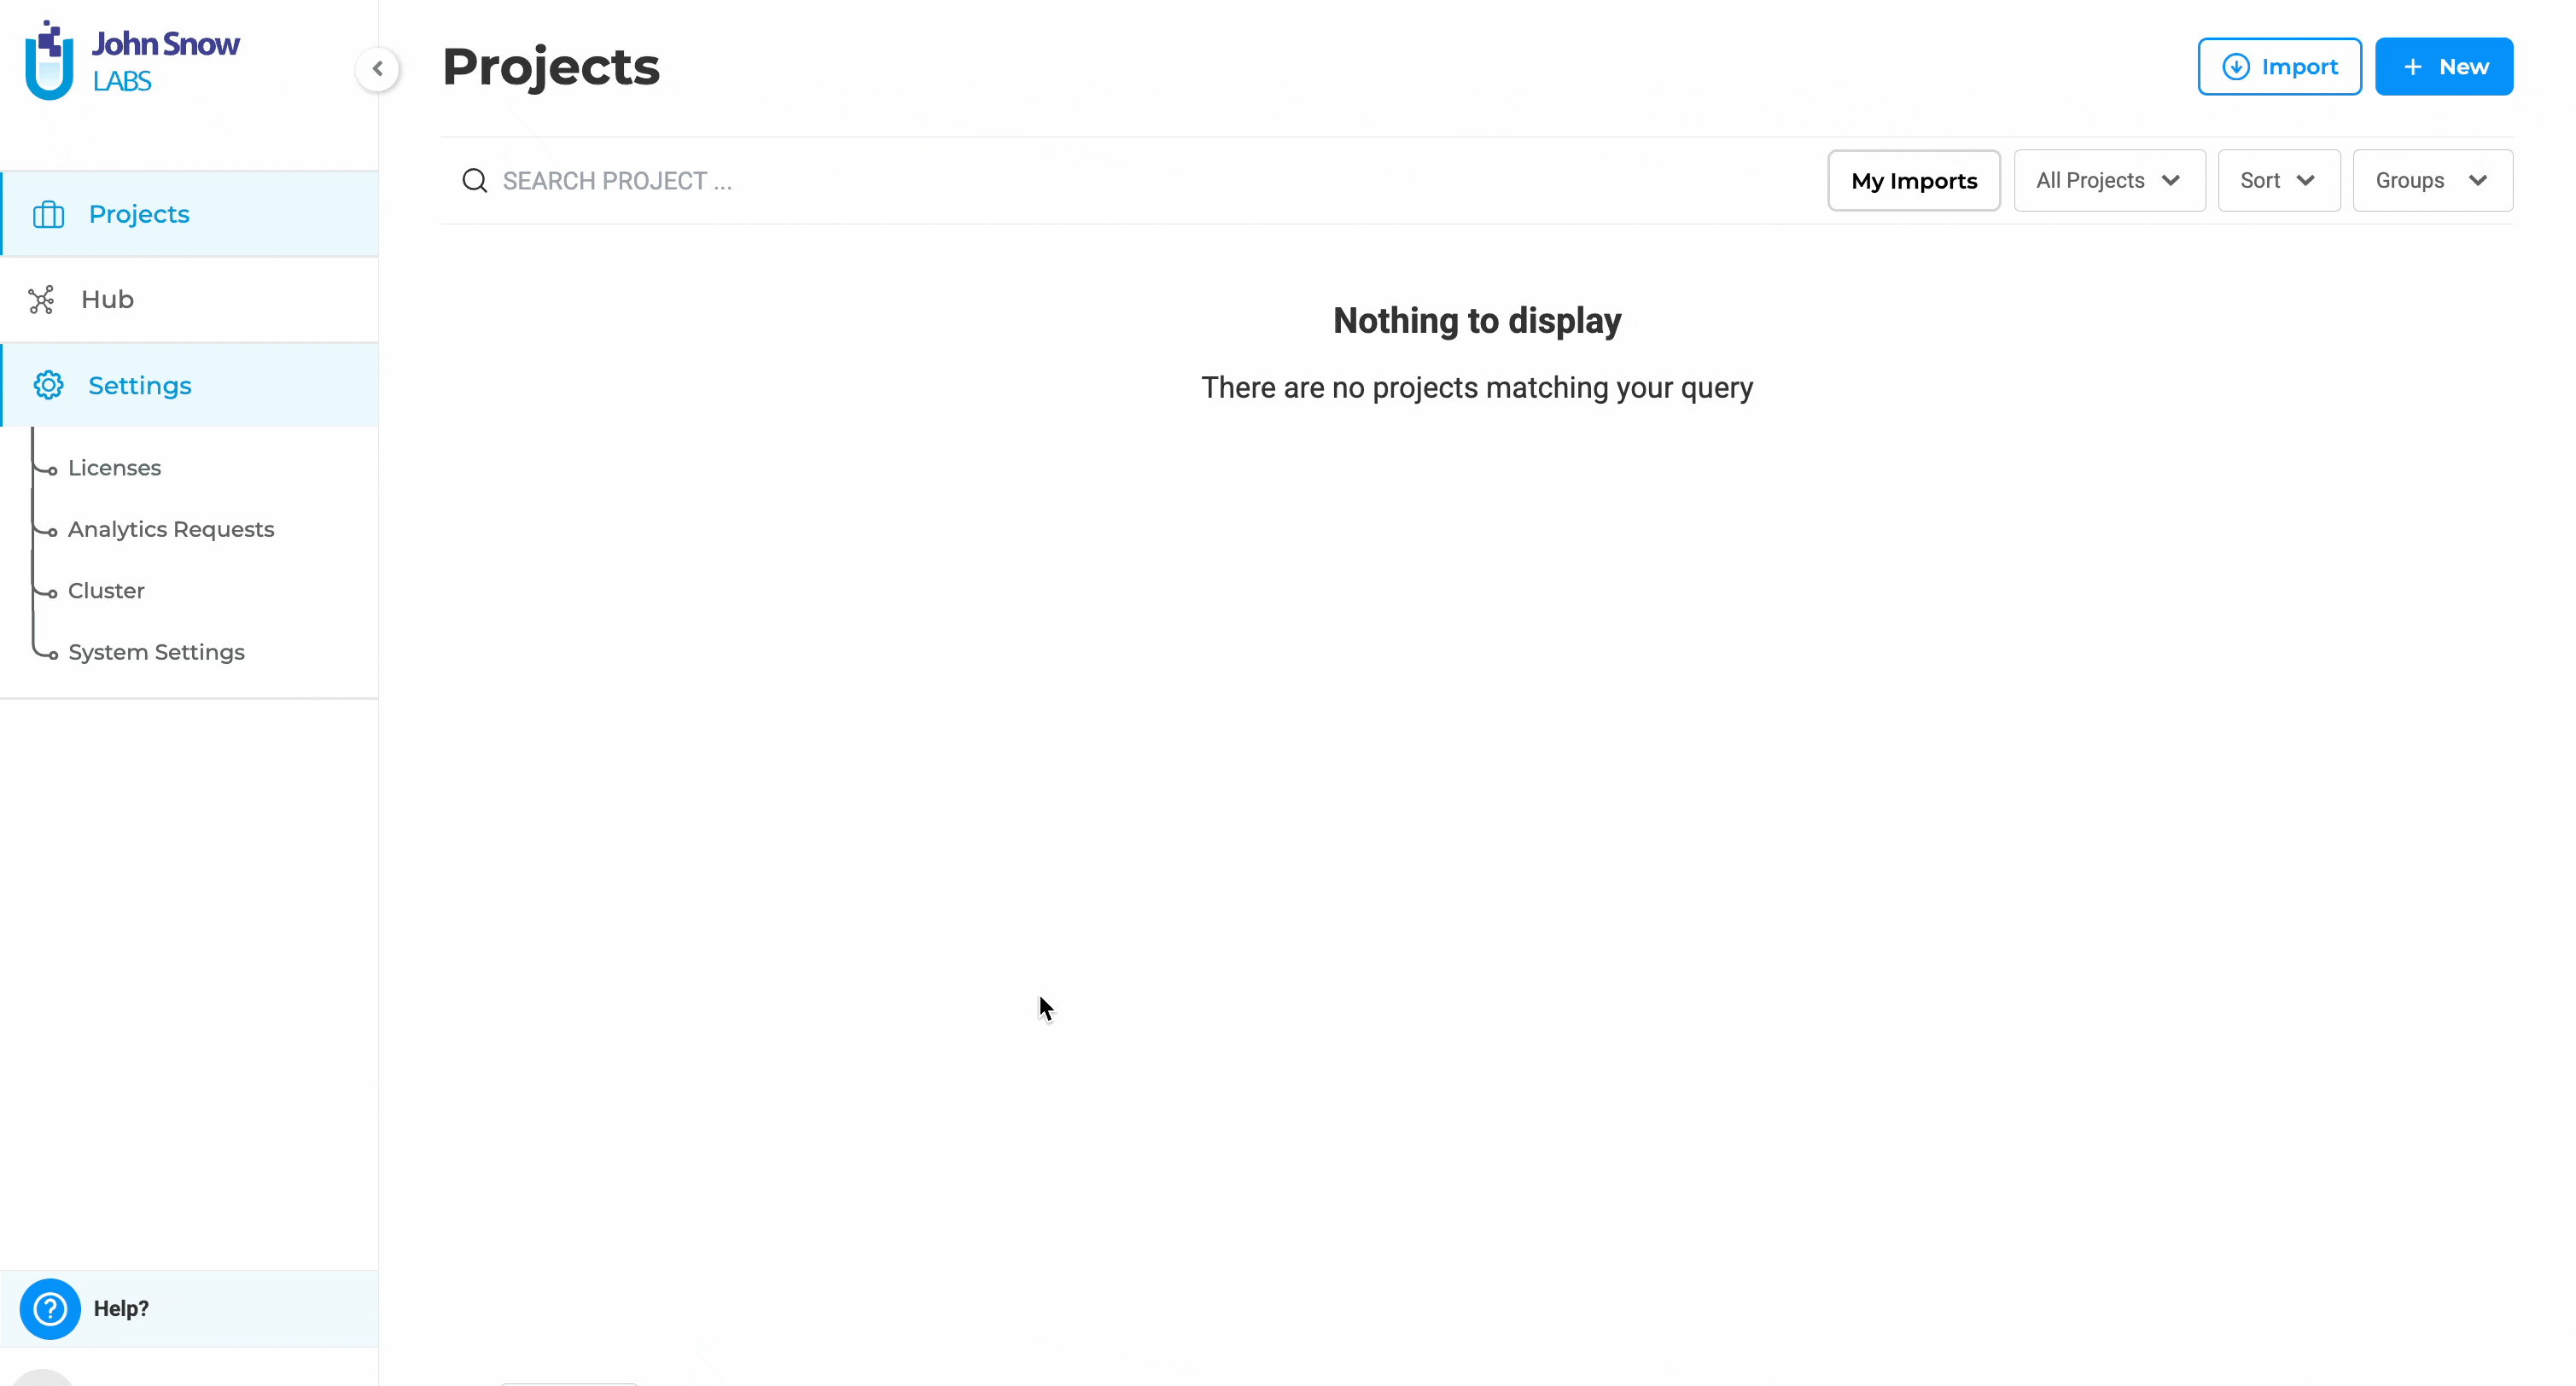 John Snow
LABS
Projects
Import
+ New
SEARCH PROJECT ...
My Imports
All Projects
Sort
Groups
Projects
Hub
Settings
Licenses
Analytics Requests
Cluster
System Settings
Nothing to display
There are no projects matching your query
? Help?